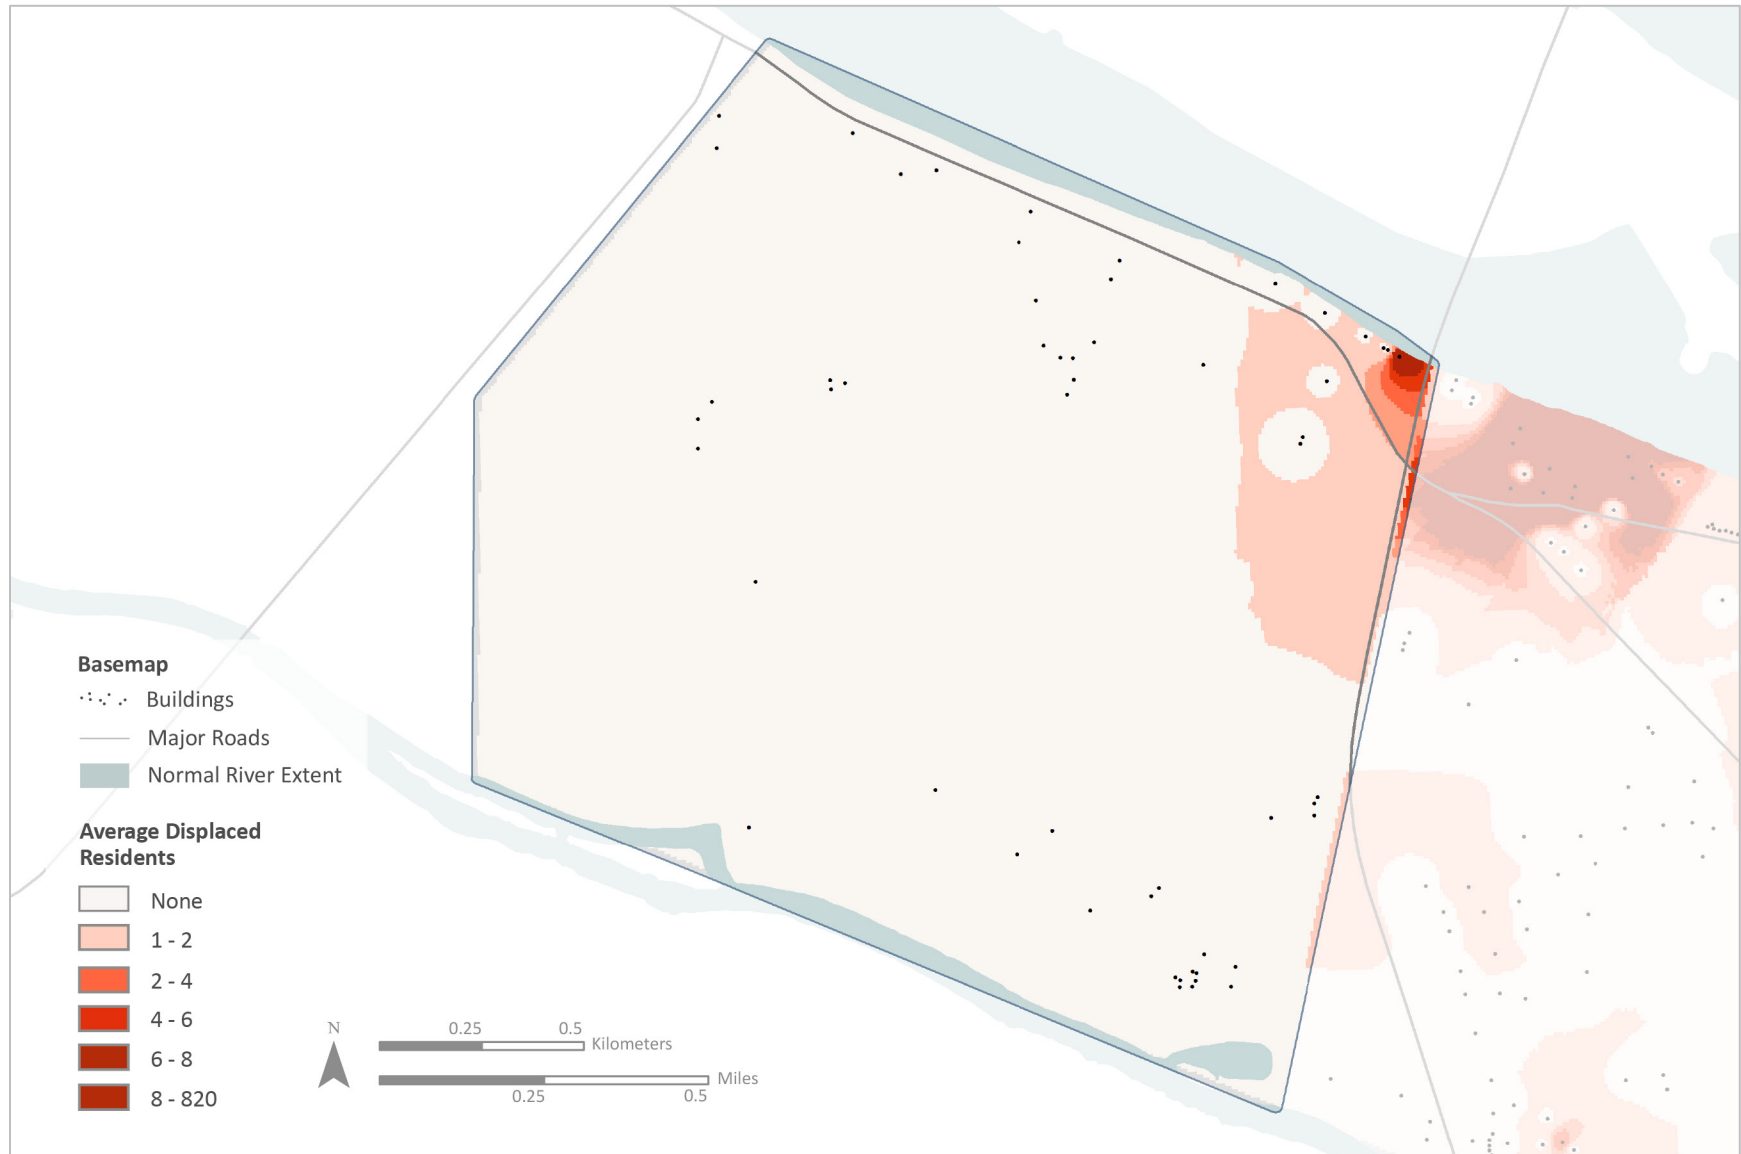 Basemap
Buildings
Major Roads
Normal River Extent
Average Displaced
Residents
None
1 - 2
2 - 4
4 - 6
6 - 8
8 - 820
N
0.25 0.5
Kilometers
Miles
0.25 0.5